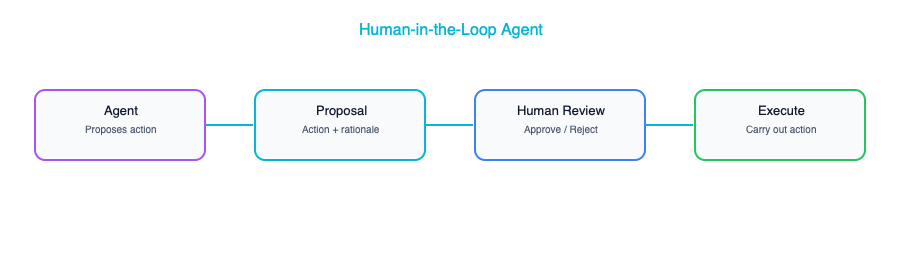 Human-in-the-Loop Agent
Agent
Proposes action
Proposal
Action + rationale
Human Review
Approve / Reject
Execute
Carry out action